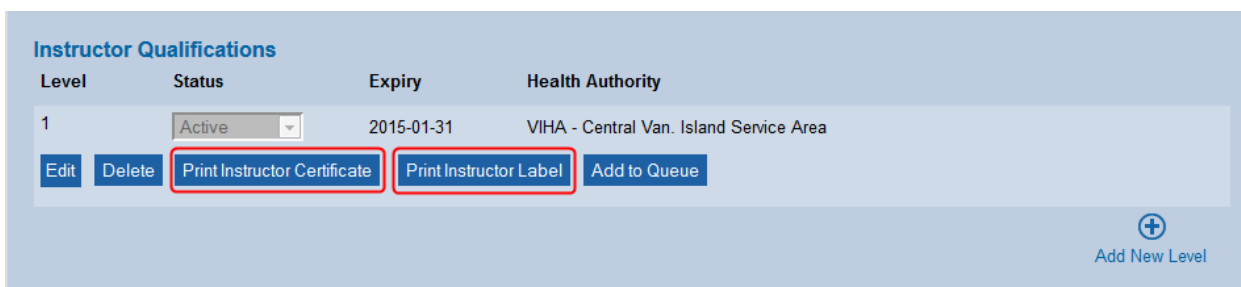 Instructor Qualifications
Level Status Expiry Health Authority
1 Active 2015-01-31 VIHA - Central Van. Island Service Area
Edit Delete Print Instructor Certificate Print Instructor Label Add to Queue
Add New Level